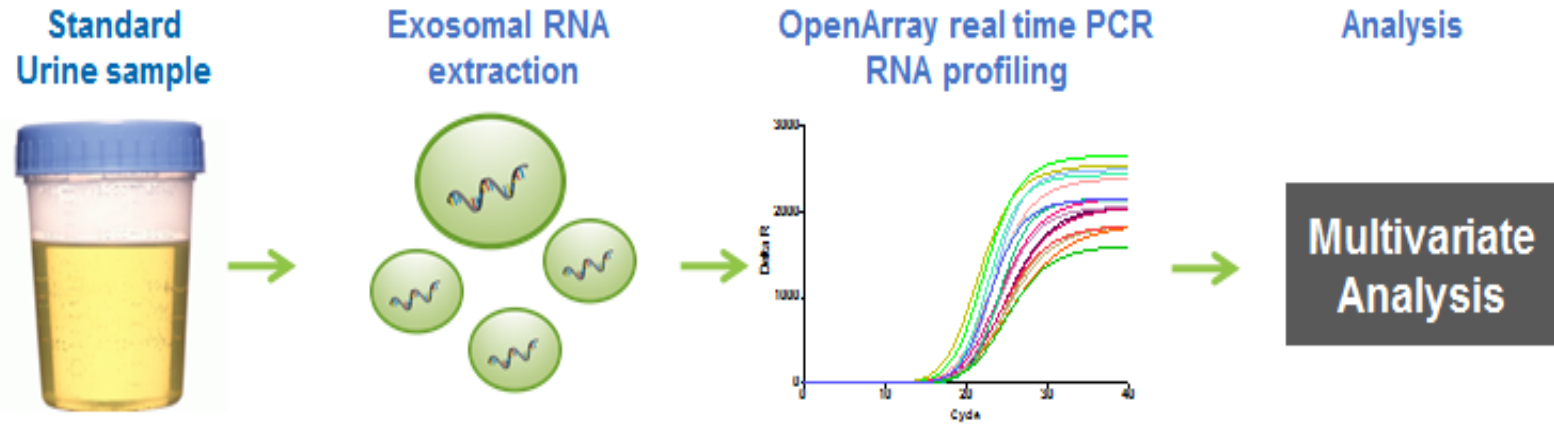 Standard
Urine sample
Exosomal RNA
extraction
OpenArray real time PCR
RNA profiling
Analysis
3000
2000
1000
0
Delta R
0 10 20 30 40
Cycle
Multivariate
Analysis